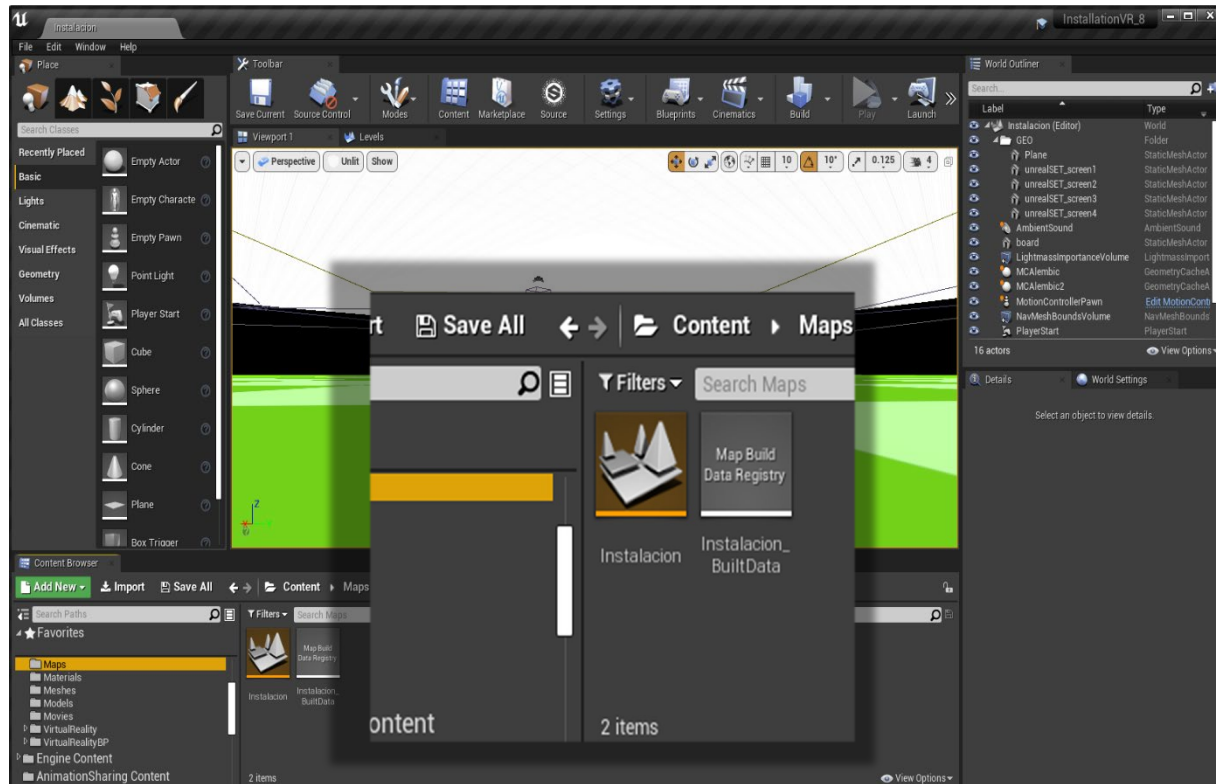 Instalacion
InstallationVR_8
File Edit Window Help
Place
Search Classes
Recently Placed
Basic
Lights
Cinematic
Visual Effects
Geometry
Volumes
All Classes
Empty Actor
Empty Characte
Empty Pawn
Point Light
Player Start
Cube
Sphere
Cylinder
Cone
Plane
Box Trigger
Toolbar
Save Current Source Control Modes Content Marketplace Source Settings Blueprints Cinematics Build Play Launch
Viewport 1 Levels
Perspective Unlit Show 10 10° 0.125 4
Z
World Outliner
Search...
Label Type
Instalacion (Editor) World
GEO Folder
Plane StaticMeshActor
unrealSET_screen1 StaticMeshActor
unrealSET_screen2 StaticMeshActor
unrealSET_screen3 StaticMeshActor
unrealSET_screen4 StaticMeshActor
AmbientSound AmbientSound
board StaticMeshActor
LightmassImportanceVolume LightmassImport
MCAlembic GeometryCacheA
MCAlembic2 GeometryCacheA
MotionControllerPawn Edit MotionCont
NavMeshBoundsVolume NavMeshBounds
PlayerStart PlayerStart
16 actors View Options
Details World Settings
Select an object to view details.
rt Save All Content Maps
Filters Search Maps
Map Build
Data Registry
Instalacion
Instalacion_
BuiltData
ontent
2 items
Content Browser
Add New Import Save All Content Maps
Search Paths
Filters Search Maps
Favorites
Maps
Materials
Meshes
Models
Movies
VirtualReality
VirtualRealityBP
Engine Content
AnimationSharing Content
Map Build
Data Registry
Instalacion
Instalacion_
BuiltData
2 items View Options